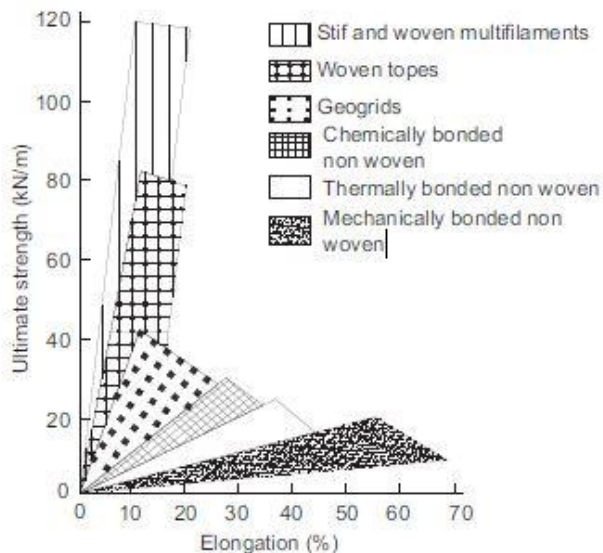 120
100
80
60
40
20
0
Ultimate strength (kN/m)
0 10 20 30 40 50 60 70
Elongation (%)
Stif and woven multifilaments
Woven topes
Geogrids
Chemically bonded
non woven
Thermally bonded non woven
Mechanically bonded non
woven